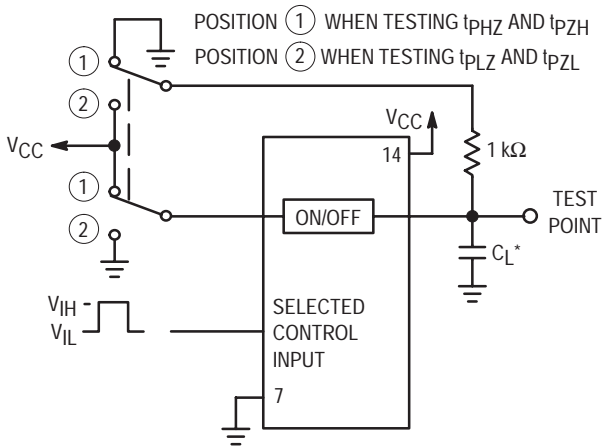 POSITION 1 WHEN TESTING tPHZ AND tPZH
POSITION 2 WHEN TESTING tPLZ AND tPZL
1
2
VCC
1
2
VCC
14
1 kΩ
ON/OFF
TEST
POINT
CL*
VIH
VIL
SELECTED
CONTROL
INPUT
7